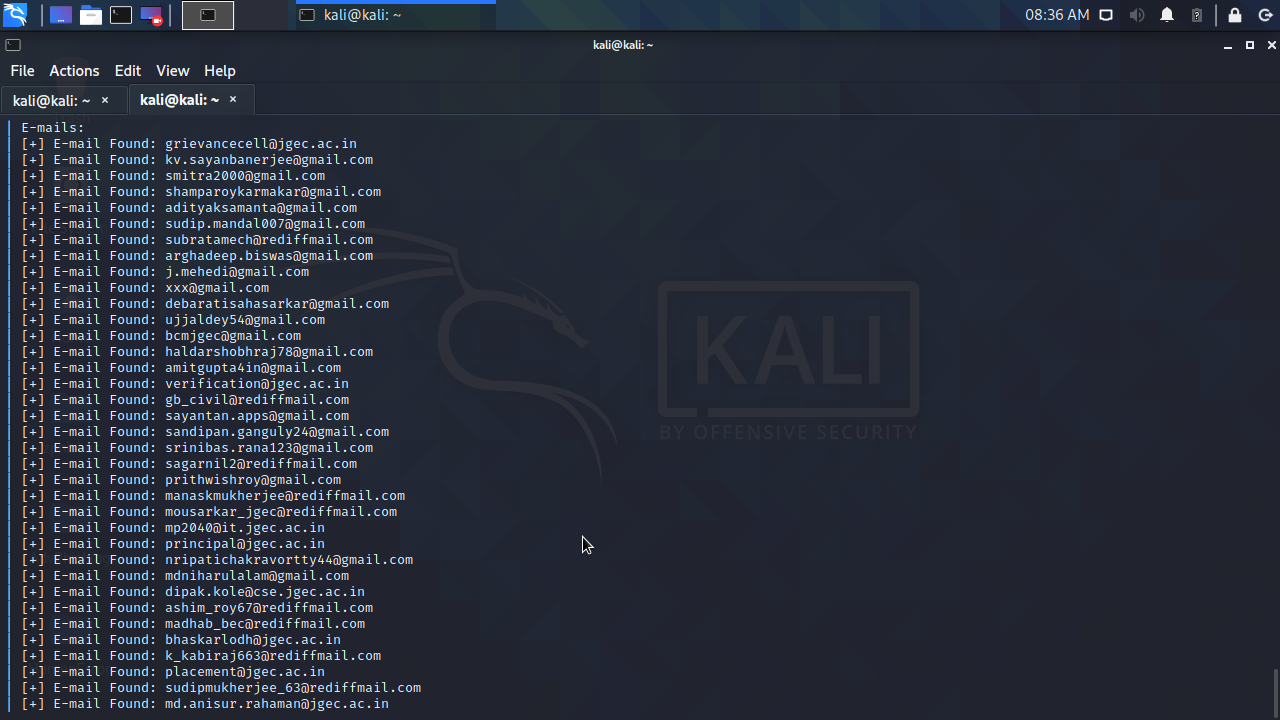 kali@kali: ~
08:36 AM
kali@kali: ~
File Actions Edit View Help
kali@kali: ~ × kali@kali: ~ ×
| E-mails:
| [+] E-mail Found: grievancecell@jgec.ac.in
| [+] E-mail Found: kv.sayanbanerjee@gmail.com
| [+] E-mail Found: smitra2000@gmail.com
| [+] E-mail Found: shamparoykarmakar@gmail.com
| [+] E-mail Found: adityaksamanta@gmail.com
| [+] E-mail Found: sudip.mandal007@gmail.com
| [+] E-mail Found: subratamech@rediffmail.com
| [+] E-mail Found: arghadeep.biswas@gmail.com
| [+] E-mail Found: j.mehedi@gmail.com
| [+] E-mail Found: xxx@gmail.com
| [+] E-mail Found: debaratisahasarkar@gmail.com
| [+] E-mail Found: ujjaldey54@gmail.com
| [+] E-mail Found: bcmjgec@gmail.com
| [+] E-mail Found: haldarshobhraj78@gmail.com
| [+] E-mail Found: amitgupta4in@gmail.com
| [+] E-mail Found: verification@jgec.ac.in
| [+] E-mail Found: gb_civil@rediffmail.com
| [+] E-mail Found: sayantan.apps@gmail.com
| [+] E-mail Found: sandipan.ganguly24@gmail.com
| [+] E-mail Found: srinibas.rana123@gmail.com
| [+] E-mail Found: sagarnil2@rediffmail.com
| [+] E-mail Found: prithwishroy@gmail.com
| [+] E-mail Found: manaskmukherjee@rediffmail.com
| [+] E-mail Found: mousarkar_jgec@rediffmail.com
| [+] E-mail Found: mp2040@it.jgec.ac.in
| [+] E-mail Found: principal@jgec.ac.in
| [+] E-mail Found: nripatichakravortty44@gmail.com
| [+] E-mail Found: mdniharulalam@gmail.com
| [+] E-mail Found: dipak.kole@cse.jgec.ac.in
| [+] E-mail Found: ashim_roy67@rediffmail.com
| [+] E-mail Found: madhab_bec@rediffmail.com
| [+] E-mail Found: bhaskarlodh@jgec.ac.in
| [+] E-mail Found: k_kabiraj663@rediffmail.com
| [+] E-mail Found: placement@jgec.ac.in
| [+] E-mail Found: sudipmukherjee_63@rediffmail.com
| [+] E-mail Found: md.anisur.rahaman@jgec.ac.in
KALI
BY OFFENSIVE SECURITY